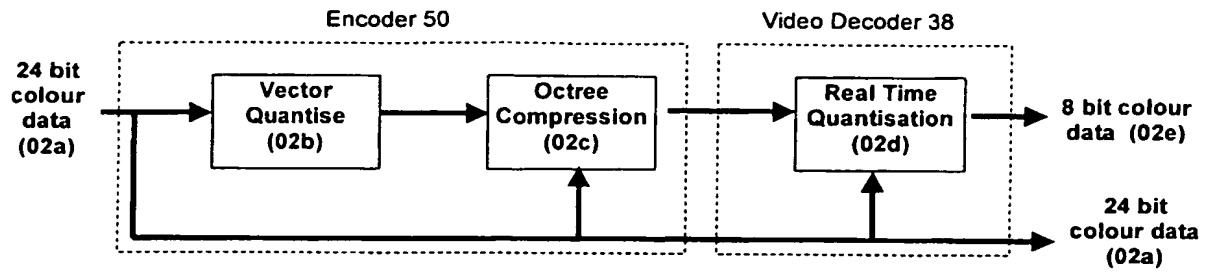 Encoder 50
Video Decoder 38
24 bit
colour
data
(02a)
Vector
Quantise
(02b)
Octree
Compression
(02c)
Real Time
Quantisation
(02d)
8 bit colour
data (02e)
24 bit
colour data
(02a)